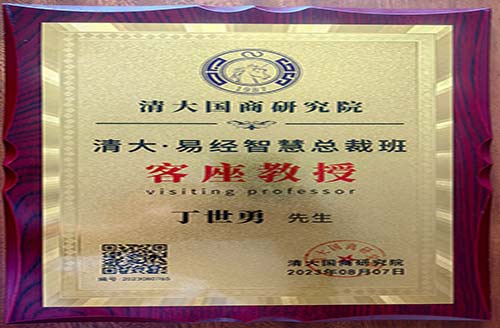 1987
清大国商研究院
清大·易经智慧总裁班
客座教授
visiting professor
丁世勇 先生
清大国商研究院
2023年08月07日